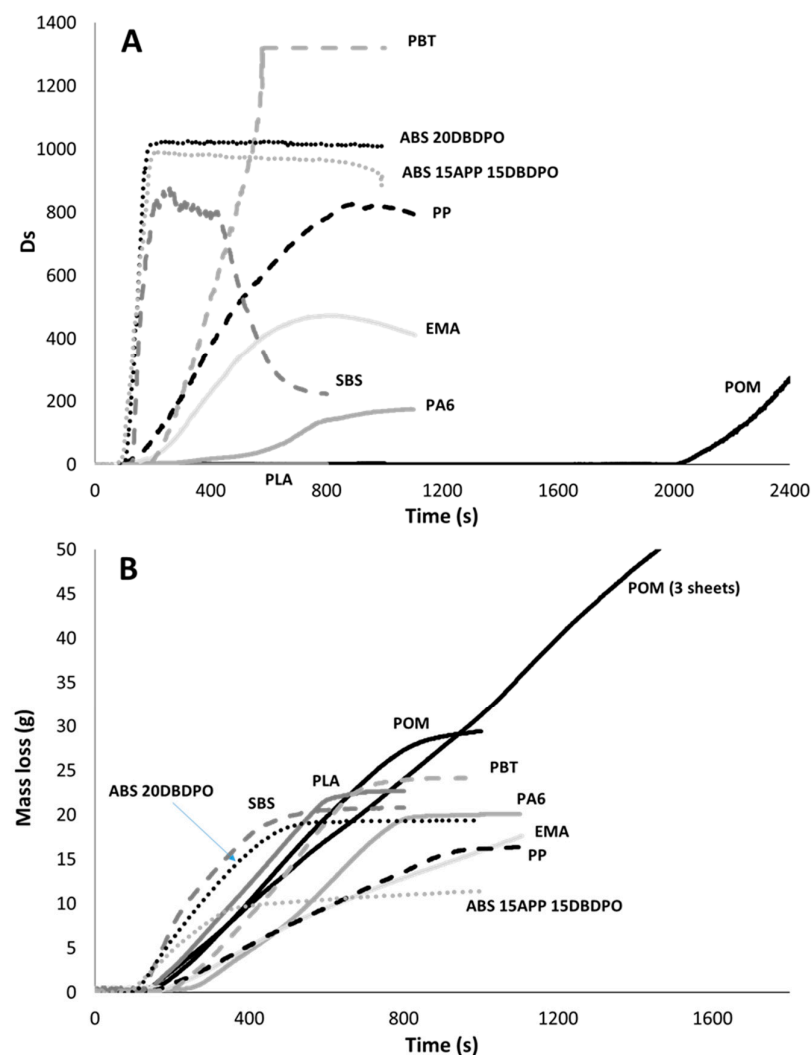 A
1400
1200
1000
800
600
400
200
0
Ds
PBT
ABS 20DBDPO
ABS 15APP 15DBDPO
PP
EMA
SBS
PA6
POM
PLA
0 400 800 1200 1600 2000 2400
Time (s)
B
50
45
40
35
30
25
20
15
10
5
0
Mass loss (g)
POM (3 sheets)
POM
PBT
PLA
ABS 20DBDPO
SBS
PA6
EMA
PP
ABS 15APP 15DBDPO
0 400 800 1200 1600
Time (s)